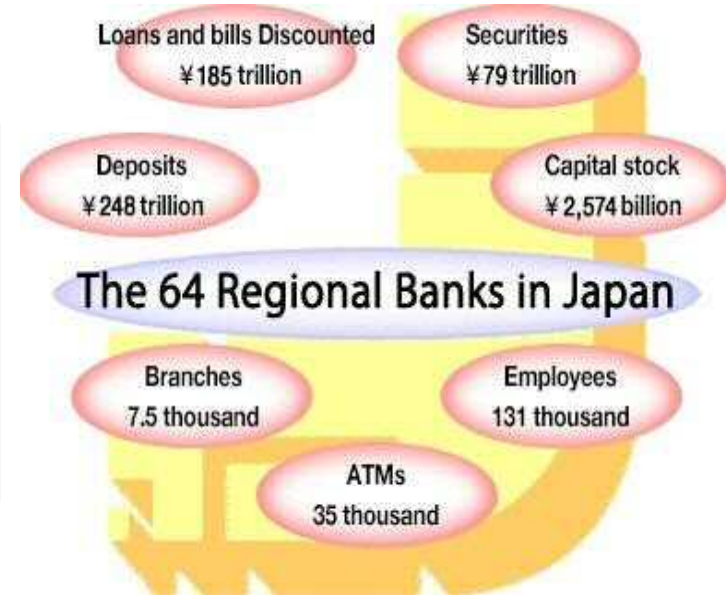 Loans and bills Discounted
¥185 trillion
Securities
¥79 trillion
Deposits
¥248 trillion
Capital stock
¥2,574 billion
The 64 Regional Banks in Japan
Branches
7.5 thousand
Employees
131 thousand
ATMs
35 thousand